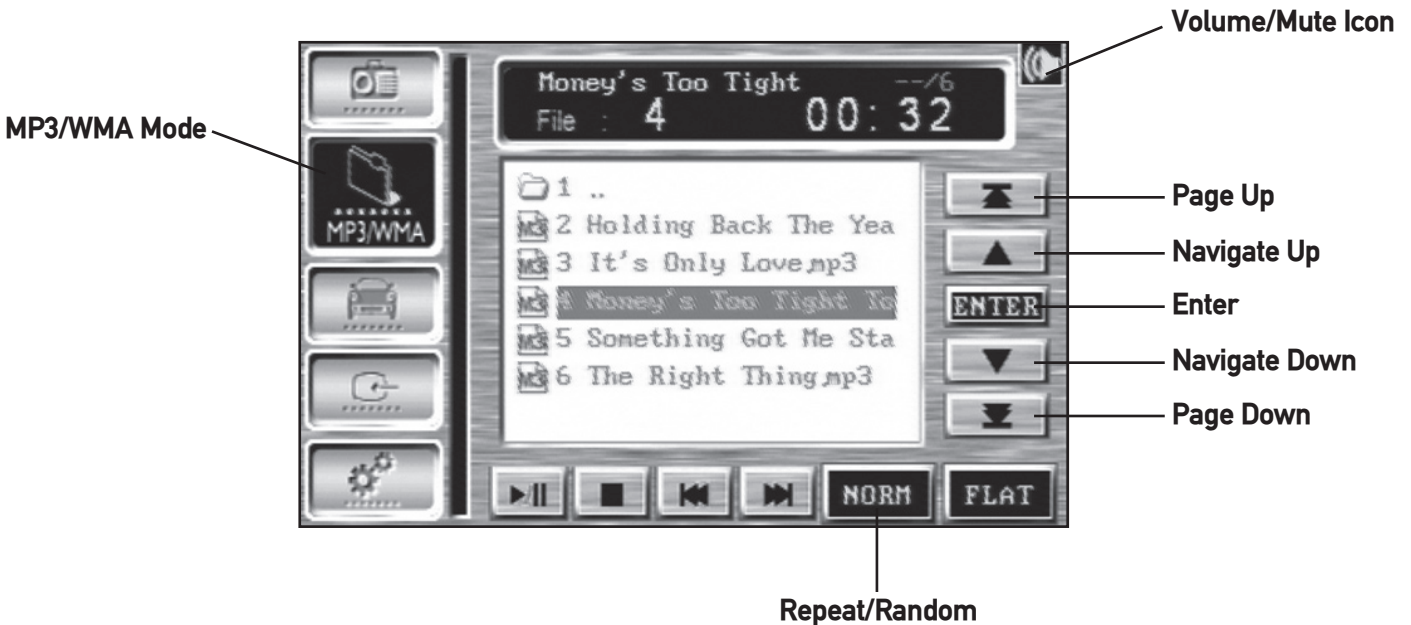 Volume/Mute Icon
MP3/WMA Mode
Money's Too Tight --/6
File : 4 00:32
MP3/WMA
1 ..
2 Holding Back The Yea
3 It's Only Love.mp3
4 Money's Too Tight To
5 Something Got Me Sta
6 The Right Thing.mp3
Page Up
Navigate Up
ENTER
Enter
Navigate Down
Page Down
NORM
FLAT
Repeat/Random